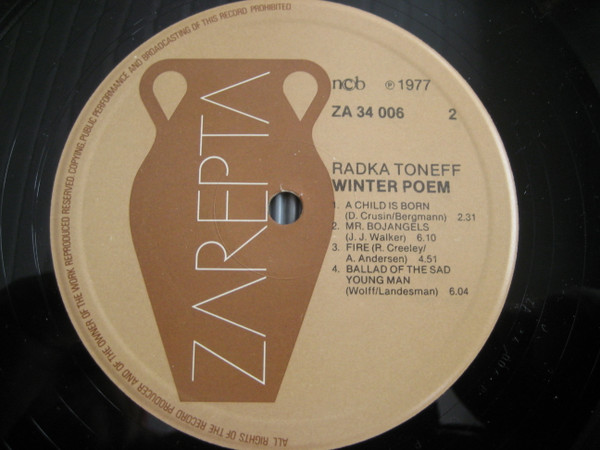 ALL RIGHTS OF THE RECORD PRODUCER AND OF THE OWNER OF THE WORK REPRODUCED RESERVED. COPYING, PUBLIC PERFORMANCE AND BROADCASTING OF THIS RECORD PROHIBITED
ZAREPTA
ncb ℗ 1977
ZA 34 006 2
RADKA TONEFF
WINTER POEM
1. A CHILD IS BORN
(D. Crusin/Bergmann) 2.31
2. MR. BOJANGELS
(J. J. Walker) 6.10
3. FIRE (R. Creeley/
A. Andersen) 4.51
4. BALLAD OF THE SAD
YOUNG MAN
(Wolff/Landesman) 6.04